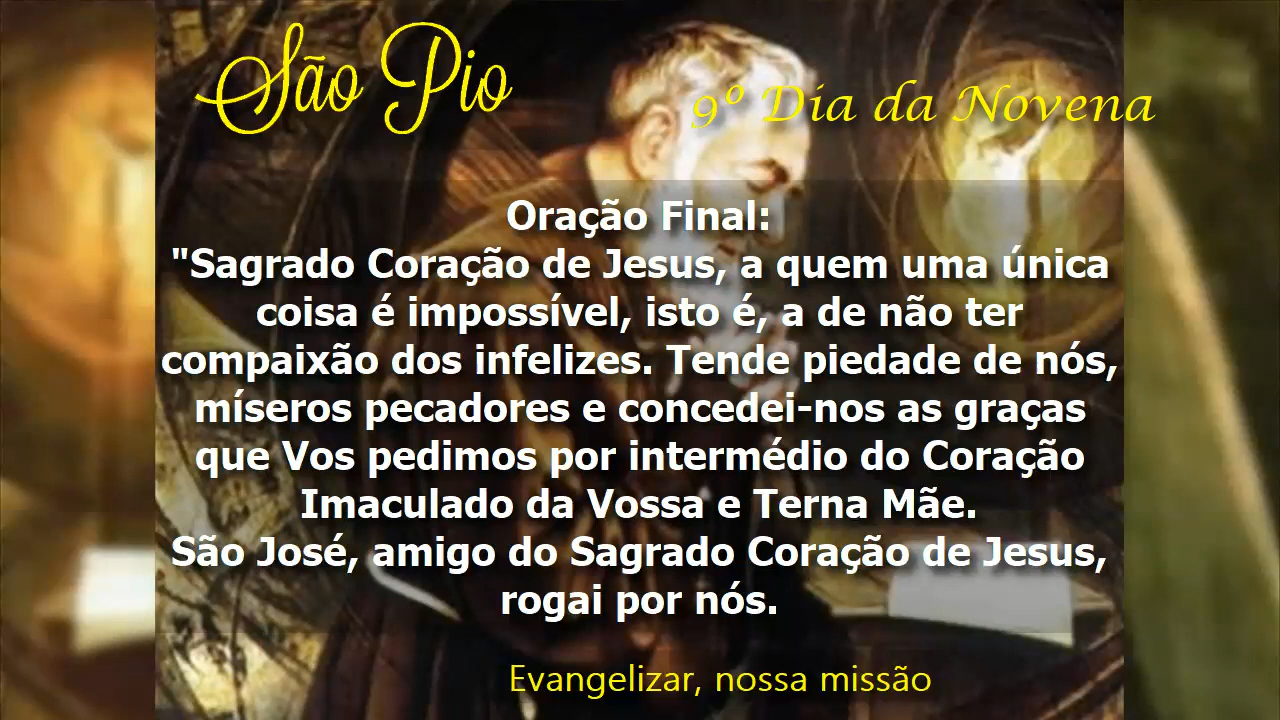 São Pio
9º Dia da Novena
Oração Final:
"Sagrado Coração de Jesus, a quem uma única
coisa é impossível, isto é, a de não ter
compaixão dos infelizes. Tende piedade de nós,
míseros pecadores e concedei-nos as graças
que Vos pedimos por intermédio do Coração
Imaculado da Vossa e Terna Mãe.
São José, amigo do Sagrado Coração de Jesus,
rogai por nós.
Evangelizar, nossa missão